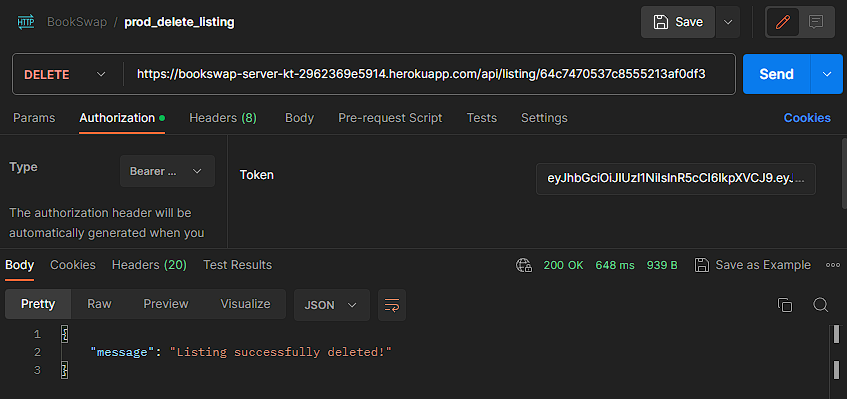 HTTP BookSwap / prod_delete_listing Save
DELETE https://bookswap-server-kt-2962369e5914.herokuapp.com/api/listing/64c7470537c8555213af0df3 Send
Params Authorization Headers (8) Body Pre-request Script Tests Settings Cookies
Type Bearer ... Token eyJhbGciOiJIUzI1NiIsInR5cCI6IkpXVCJ9.eyJ...
The authorization header will be
automatically generated when you
Body Cookies Headers (20) Test Results 200 OK 648 ms 939 B Save as Example
Pretty Raw Preview Visualize JSON
1 {
2 "message": "Listing successfully deleted!"
3 }